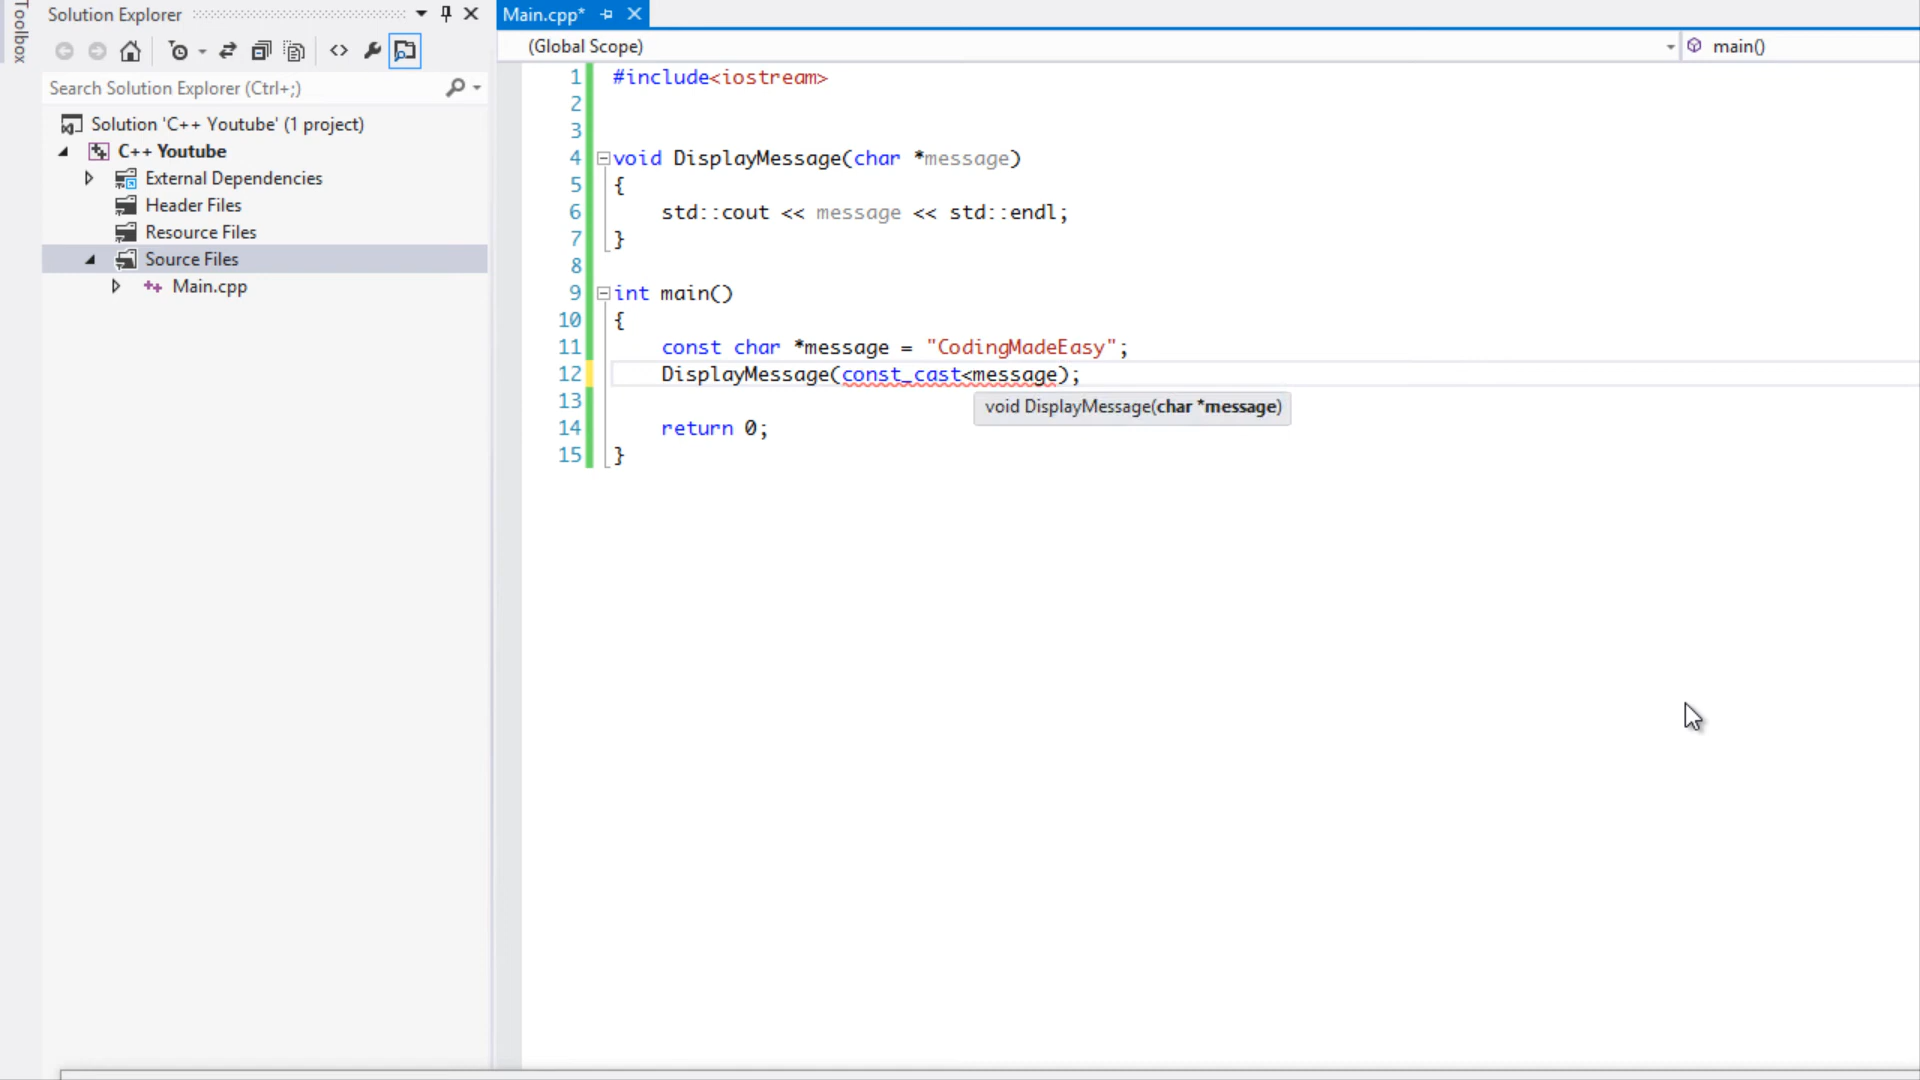 Toolbox
Solution Explorer
Search Solution Explorer (Ctrl+;)
Solution 'C++ Youtube' (1 project)
C++ Youtube
External Dependencies
Header Files
Resource Files
Source Files
Main.cpp
Main.cpp*
(Global Scope)
main()
1 #include<iostream>
2
3
4 void DisplayMessage(char *message)
5 {
6 std::cout << message << std::endl;
7 }
8
9 int main()
10 {
11 const char *message = "CodingMadeEasy";
12 DisplayMessage(const_cast<message);
13
void DisplayMessage(char *message)
14 return 0;
15 }